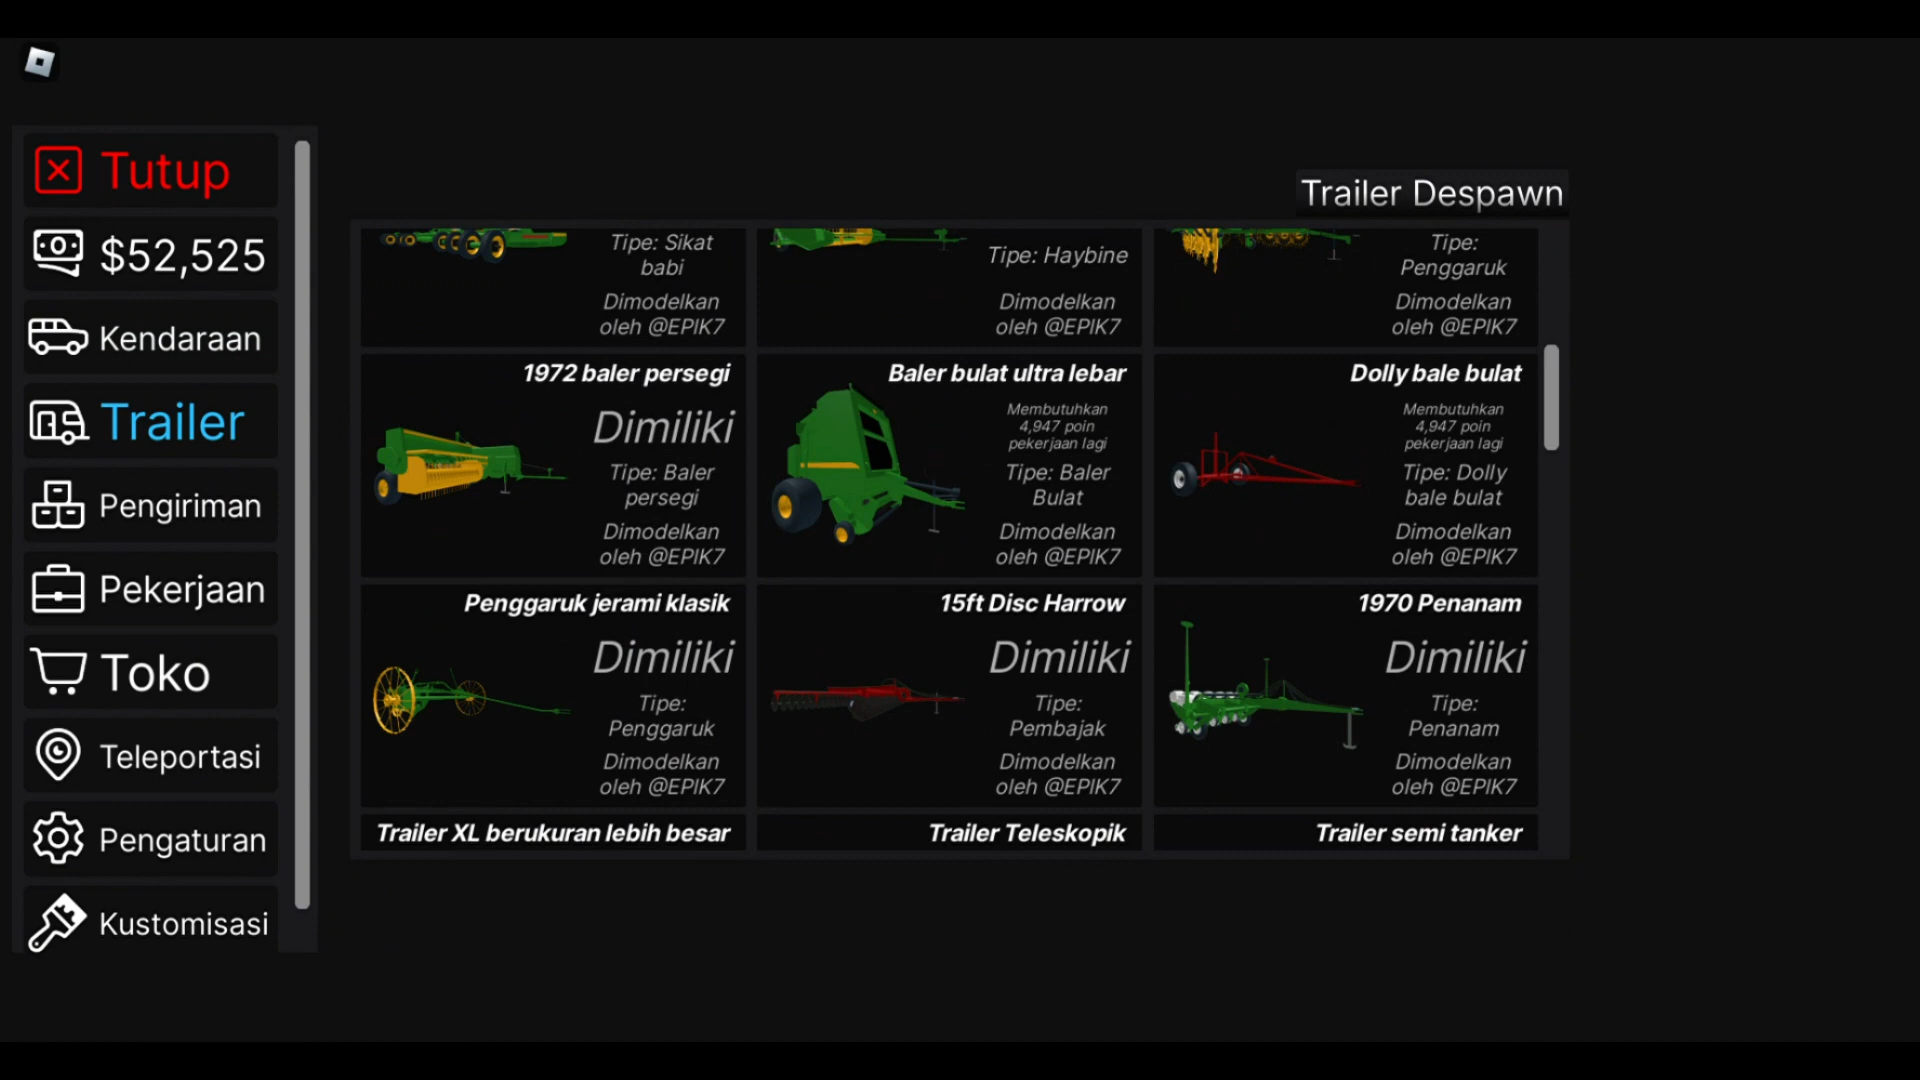 Tutup
$52,525
Kendaraan
Trailer
Pengiriman
Pekerjaan
Toko
Teleportasi
Pengaturan
Kustomisasi
Trailer Despawn
Tipe: Sikat
babi
Dimodelkan
oleh @EPIK7
Tipe: Haybine
Dimodelkan
oleh @EPIK7
Tipe:
Penggaruk
Dimodelkan
oleh @EPIK7
1972 baler persegi
Dimiliki
Tipe: Baler
persegi
Dimodelkan
oleh @EPIK7
Baler bulat ultra lebar
Membutuhkan
4,947 poin
pekerjaan lagi
Tipe: Baler
Bulat
Dimodelkan
oleh @EPIK7
Dolly bale bulat
Membutuhkan
4,947 poin
pekerjaan lagi
Tipe: Dolly
bale bulat
Dimodelkan
oleh @EPIK7
Penggaruk jerami klasik
Dimiliki
Tipe:
Penggaruk
Dimodelkan
oleh @EPIK7
15ft Disc Harrow
Dimiliki
Tipe:
Pembajak
Dimodelkan
oleh @EPIK7
1970 Penanam
Dimiliki
Tipe:
Penanam
Dimodelkan
oleh @EPIK7
Trailer XL berukuran lebih besar
Trailer Teleskopik
Trailer semi tanker